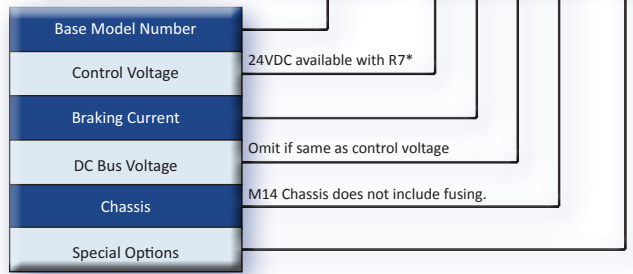 Base Model Number
24VDC available with R7*
Control Voltage
Braking Current
Omit if same as control voltage
DC Bus Voltage
M14 Chassis does not include fusing.
Chassis
Special Options